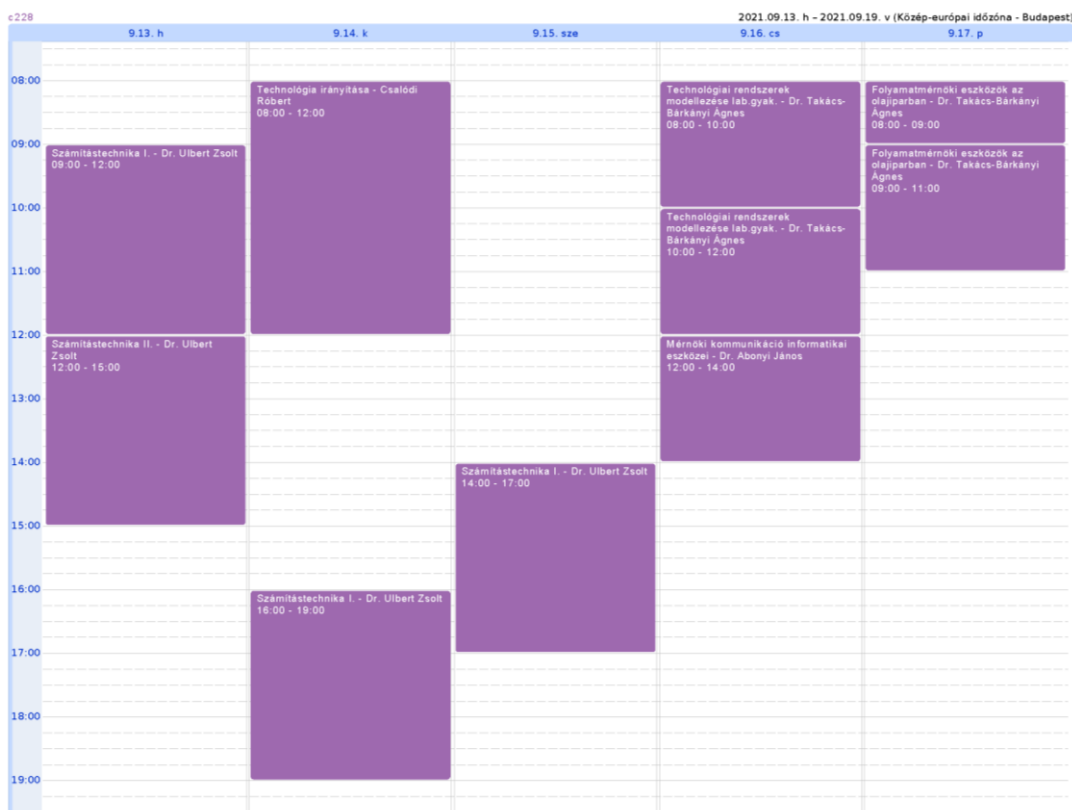 c228
2021.09.13. h – 2021.09.19. v (Közép-európai időzóna - Budapest)
9.13. h
9.14. k
9.15. sze
9.16. cs
9.17. p
08:00
09:00
10:00
11:00
12:00
13:00
14:00
15:00
16:00
17:00
18:00
19:00
Számítástechnika I. - Dr. Ulbert Zsolt
09:00 - 12:00
Számítástechnika II. - Dr. Ulbert
Zsolt
12:00 - 15:00
Technológia irányítása - Csalódi
Róbert
08:00 - 12:00
Számítástechnika I. - Dr. Ulbert Zsolt
16:00 - 19:00
Számítástechnika I. - Dr. Ulbert Zsolt
14:00 - 17:00
Technológiai rendszerek
modellezése lab.gyak. - Dr. Takács-
Bárkányi Ágnes
08:00 - 10:00
Technológiai rendszerek
modellezése lab.gyak. - Dr. Takács-
Bárkányi Ágnes
10:00 - 12:00
Mérnöki kommunikáció informatikai
eszközei - Dr. Abonyi János
12:00 - 14:00
Folyamatmérnöki eszközök az
olajiparban - Dr. Takács-Bárkányi
Ágnes
08:00 - 09:00
Folyamatmérnöki eszközök az
olajiparban - Dr. Takács-Bárkányi
Ágnes
09:00 - 11:00